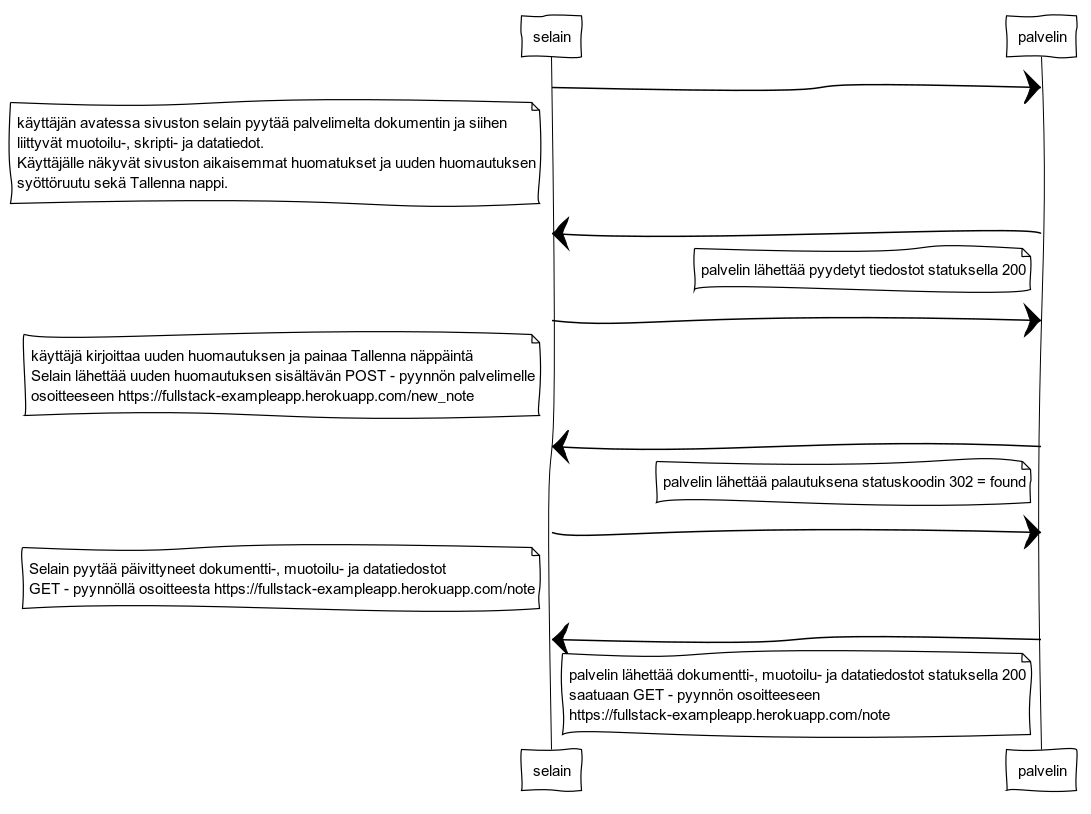 selain
palvelin
käyttäjän avatessa sivuston selain pyytää palvelimelta dokumentin ja siihen
liittyvät muotoilu-, skripti- ja datatiedot.
Käyttäjälle näkyvät sivuston aikaisemmat huomatukset ja uuden huomautuksen
syöttöruutu sekä Tallenna nappi.
palvelin lähettää pyydetyt tiedostot statuksella 200
käyttäjä kirjoittaa uuden huomautuksen ja painaa Tallenna näppäintä
Selain lähettää uuden huomautuksen sisältävän POST - pyynnön palvelimelle
osoitteeseen https://fullstack-exampleapp.herokuapp.com/new_note
palvelin lähettää palautuksena statuskoodin 302 = found
Selain pyytää päivittyneet dokumentti-, muotoilu- ja datatiedostot
GET - pyynnöllä osoitteesta https://fullstack-exampleapp.herokuapp.com/note
palvelin lähettää dokumentti-, muotoilu- ja datatiedostot statuksella 200
saatuaan GET - pyynnön osoitteeseen
https://fullstack-exampleapp.herokuapp.com/note
selain
palvelin